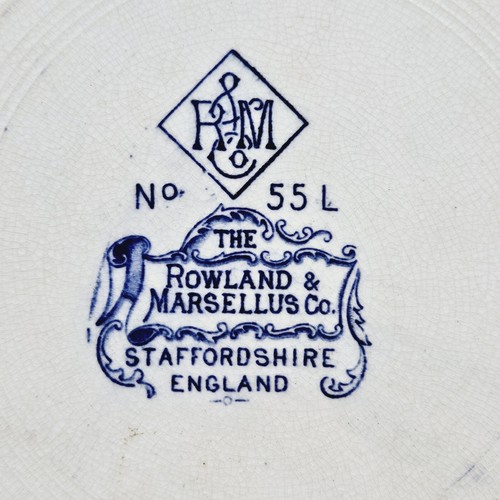 R & M
Co
No. 55 L
THE
ROWLAND &
MARSELLUS CO.
STAFFORDSHIRE
ENGLAND